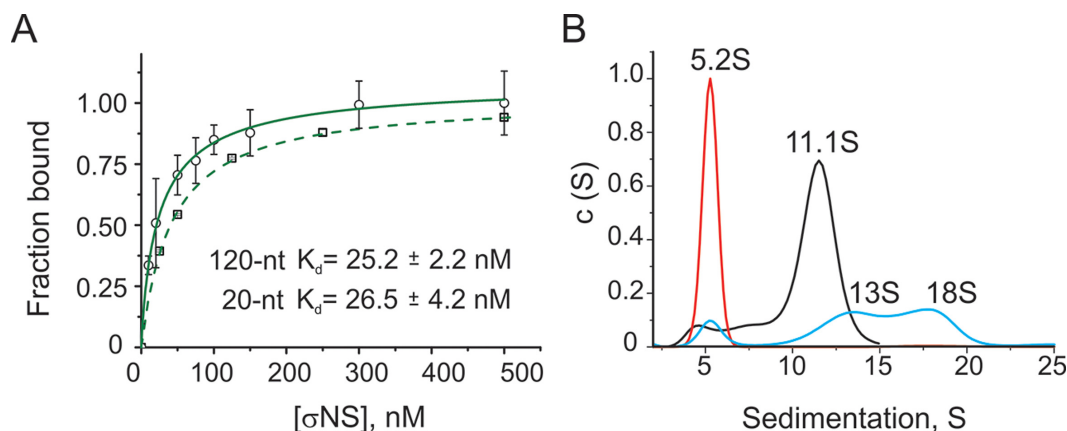 A
Fraction bound
1.00
0.75
0.50
0.25
0
120-nt K_d= 25.2 ± 2.2 nM
20-nt K_d= 26.5 ± 4.2 nM
0 100 200 300 400 500
[σNS], nM
B
c (S)
1.0
0.8
0.6
0.4
0.2
0.0
5.2S
11.1S
13S 18S
5 10 15 20 25
Sedimentation, S